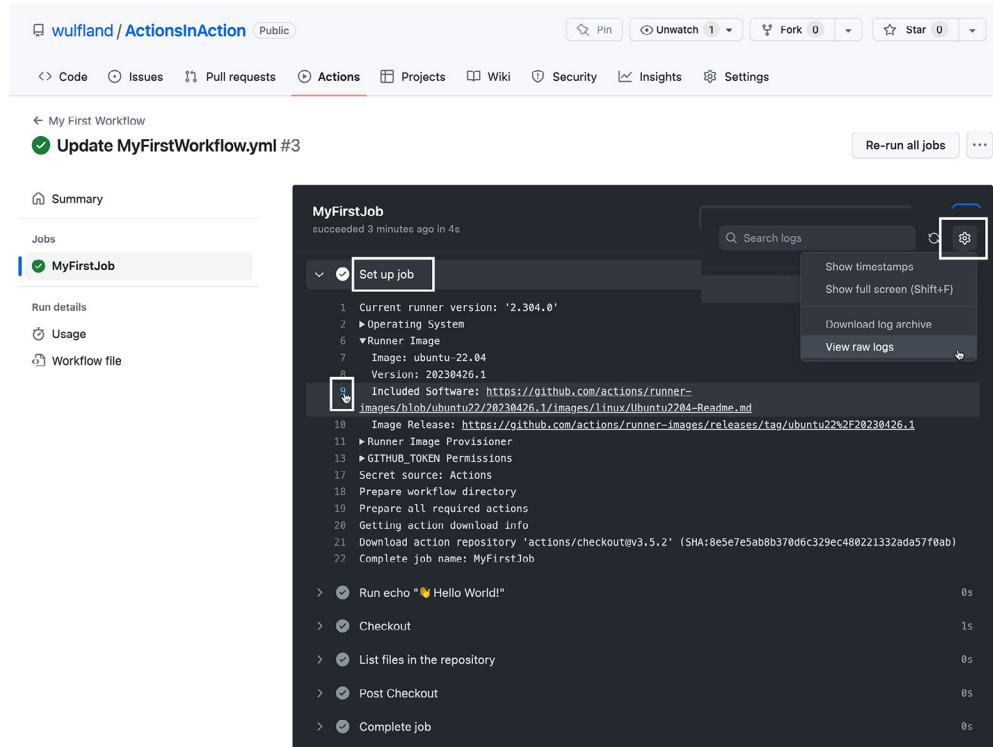 wulfland / ActionsInAction Public
Pin
Unwatch 1
Fork 0
Star 0
Code
Issues
Pull requests
Actions
Projects
Wiki
Security
Insights
Settings
← My First Workflow
Update MyFirstWorkflow.yml #3
Re-run all jobs
...
Summary
Jobs
MyFirstJob
Run details
Usage
Workflow file
MyFirstJob
succeeded 3 minutes ago in 4s
Search logs
Show timestamps
Show full screen (Shift+F)
Download log archive
View raw logs
Set up job
1 Current runner version: '2.304.0'
2 ▶Operating System
6 ▼Runner Image
7 Image: ubuntu-22.04
8 Version: 20230426.1
9 Included Software: https://github.com/actions/runner-
images/blob/ubuntu22/20230426.1/images/linux/Ubuntu2204-Readme.md
10 Image Release: https://github.com/actions/runner-images/releases/tag/ubuntu22%2F20230426.1
11 ▶Runner Image Provisioner
13 ▶GITHUB_TOKEN Permissions
17 Secret source: Actions
18 Prepare workflow directory
19 Prepare all required actions
20 Getting action download info
21 Download action repository 'actions/checkout@v3.5.2' (SHA:8e5e7e5ab8b370d6c329ec480221332ada57f0ab)
22 Complete job name: MyFirstJob
Run echo "👋 Hello World!" 0s
Checkout 1s
List files in the repository 0s
Post Checkout 0s
Complete job 0s